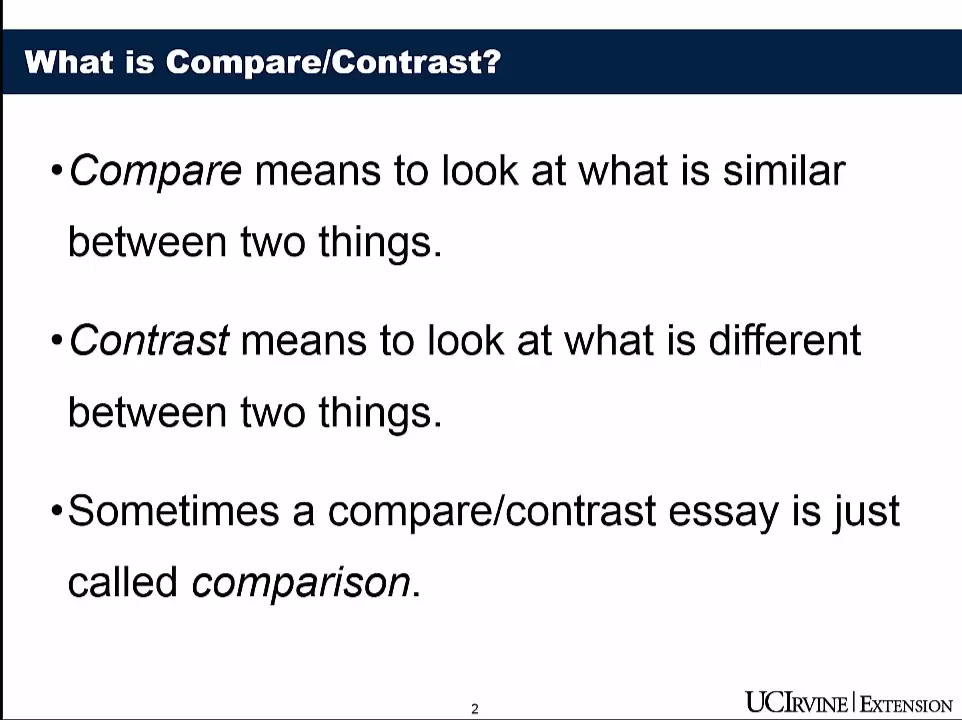 What is Compare/Contrast?
•Compare means to look at what is similar
between two things.
•Contrast means to look at what is different
between two things.
•Sometimes a compare/contrast essay is just
called comparison.
2
UCIRVINE | EXTENSION